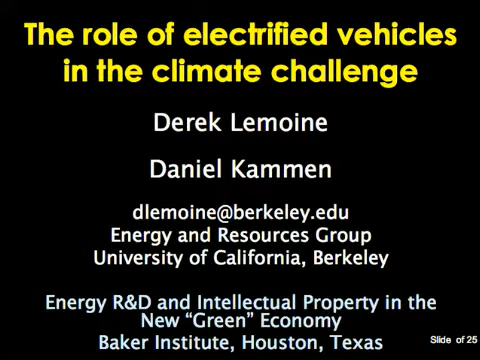 The role of electrified vehicles
in the climate challenge
Derek Lemoine
Daniel Kammen
dlemoine@berkeley.edu
Energy and Resources Group
University of California, Berkeley
Energy R&D and Intellectual Property in the
New “Green” Economy
Baker Institute, Houston, Texas
Slide of 25